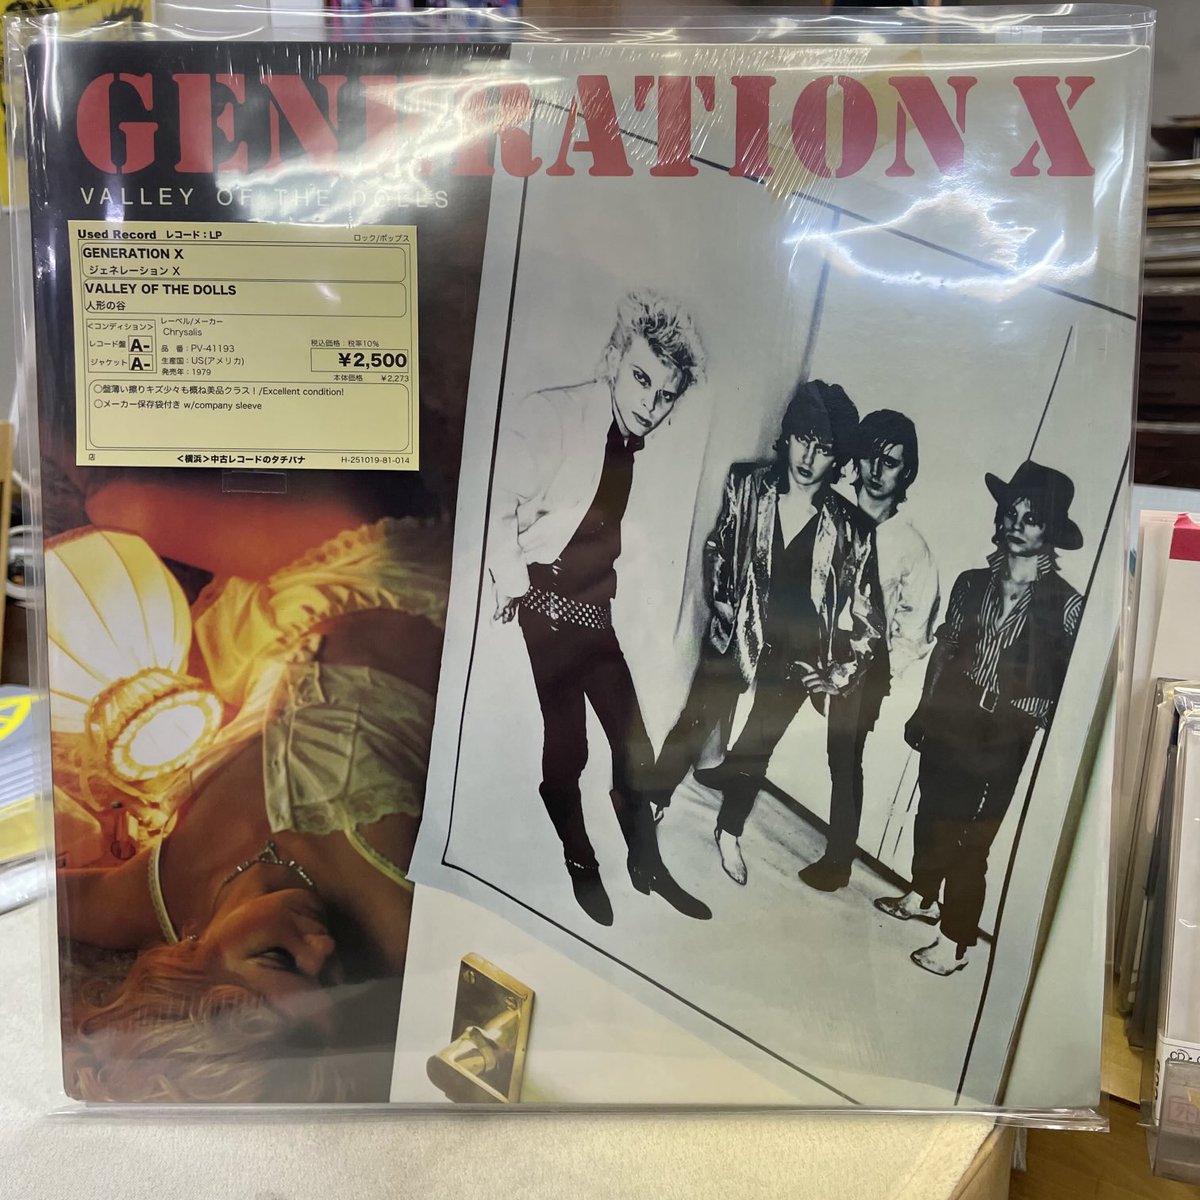 GENERATION X
VALLEY OF THE DOLLS
Used Record レコード:LP ロック/ポップス
GENERATION X
ジェネレーション X
VALLEY OF THE DOLLS
人形の谷
<コンディション>
レコード盤 A-
ジャケット A-
レーベル/メーカー
Chrysalis
品 番:PV-41193
生産国:US(アメリカ)
発売年:1979
税込価格:税率10%
¥2,500
本体価格 ¥2,273
○盤薄い擦りキズ少々も概ね美品クラス!/Excellent condition!
○メーカー保存袋付き w/company sleeve
店 <横浜>中古レコードのタチバナ H-251019-81-014